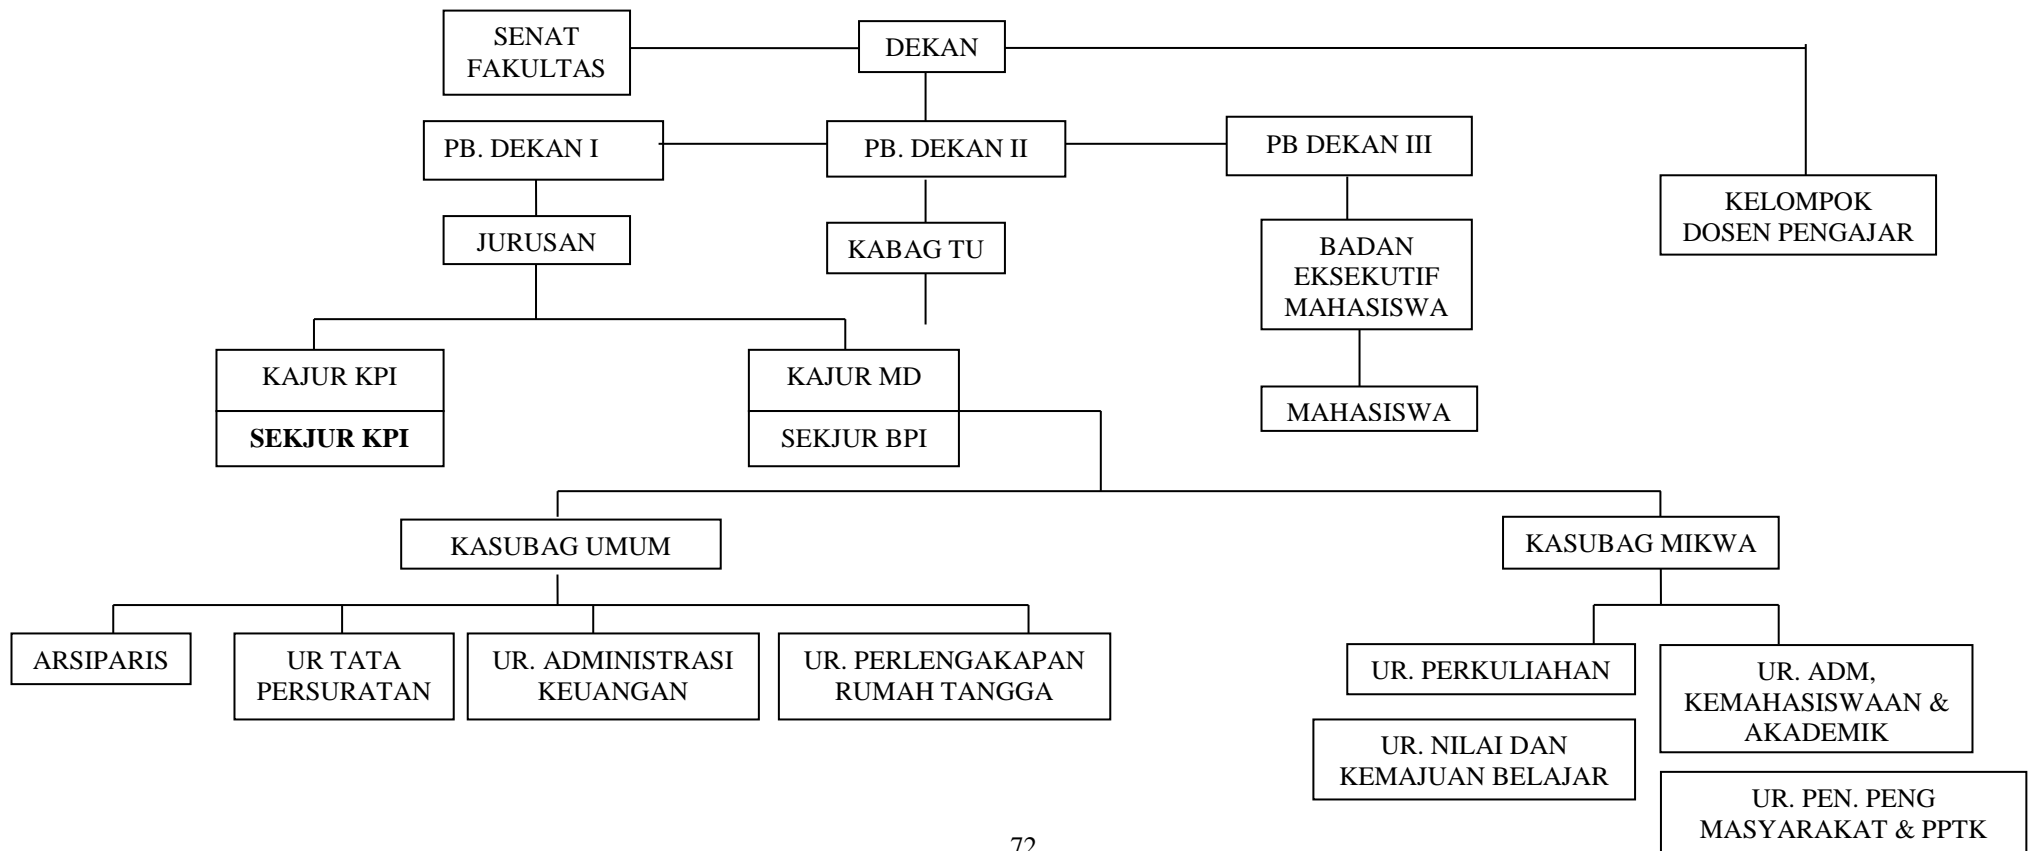 SENAT
FAKULTAS
DEKAN
PB. DEKAN I
PB. DEKAN II
PB DEKAN III
KELOMPOK
DOSEN PENGAJAR
JURUSAN
KABAG TU
BADAN
EKSEKUTIF
MAHASISWA
KAJUR KPI
KAJUR MD
MAHASISWA
SEKJUR KPI
SEKJUR BPI
KASUBAG UMUM
KASUBAG MIKWA
ARSIPARIS
UR TATA
PERSURATAN
UR. ADMINISTRASI
KEUANGAN
UR. PERLENGAKAPAN
RUMAH TANGGA
UR. PERKULIAHAN
UR. ADM,
KEMAHASISWAAN &
AKADEMIK
UR. NILAI DAN
KEMAJUAN BELAJAR
UR. PEN. PENG
MASYARAKAT & PPTK
72